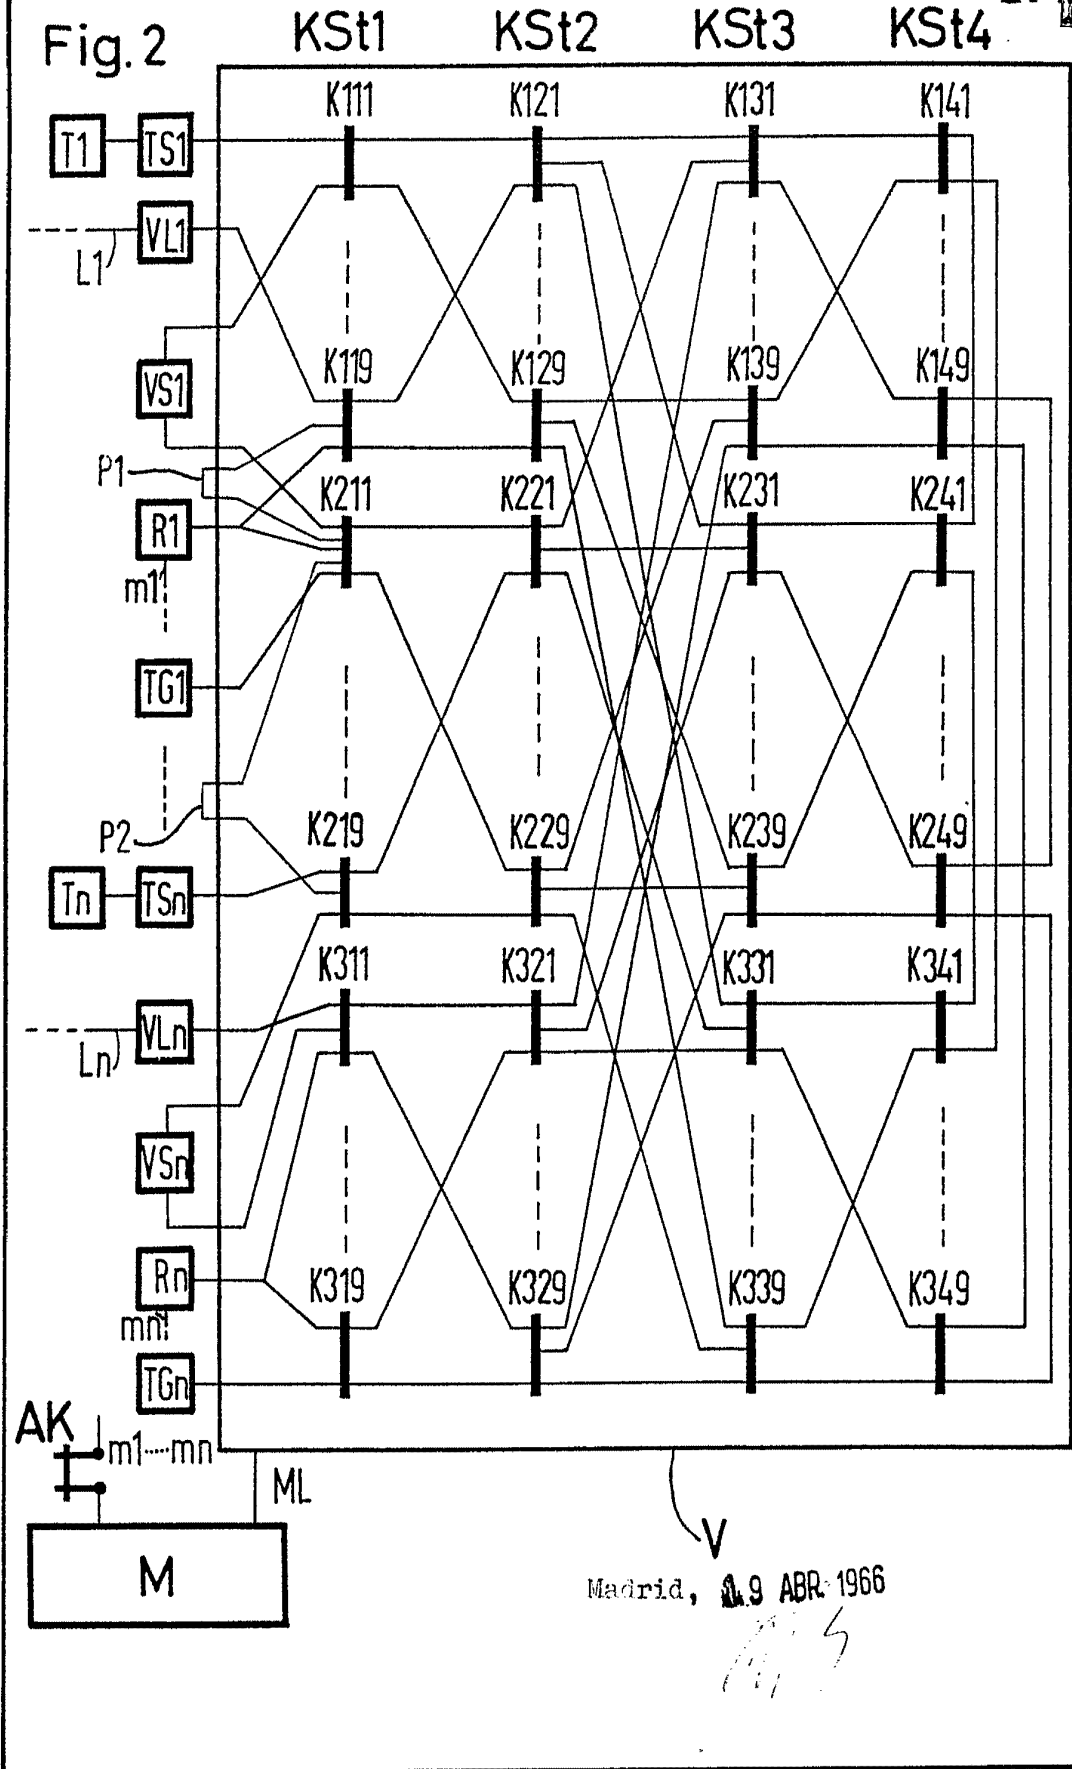 Fig.2 KSt1 KSt2 KSt3 KSt4
K111 K121 K131 K141
T1 TS1
VL1
L1
K119 K129 K139 K149
VS1
P1
K211 K221 K231 K241
R1
m1
TG1
K219 K229 K239 K249
P2
Tn TSn
K311 K321 K331 K341
VLn
Ln
VSn
Rn
K319 K329 K339 K349
mn
TGn
AK
m1.....mn
ML
V
M
Madrid, 9 ABR. 1966